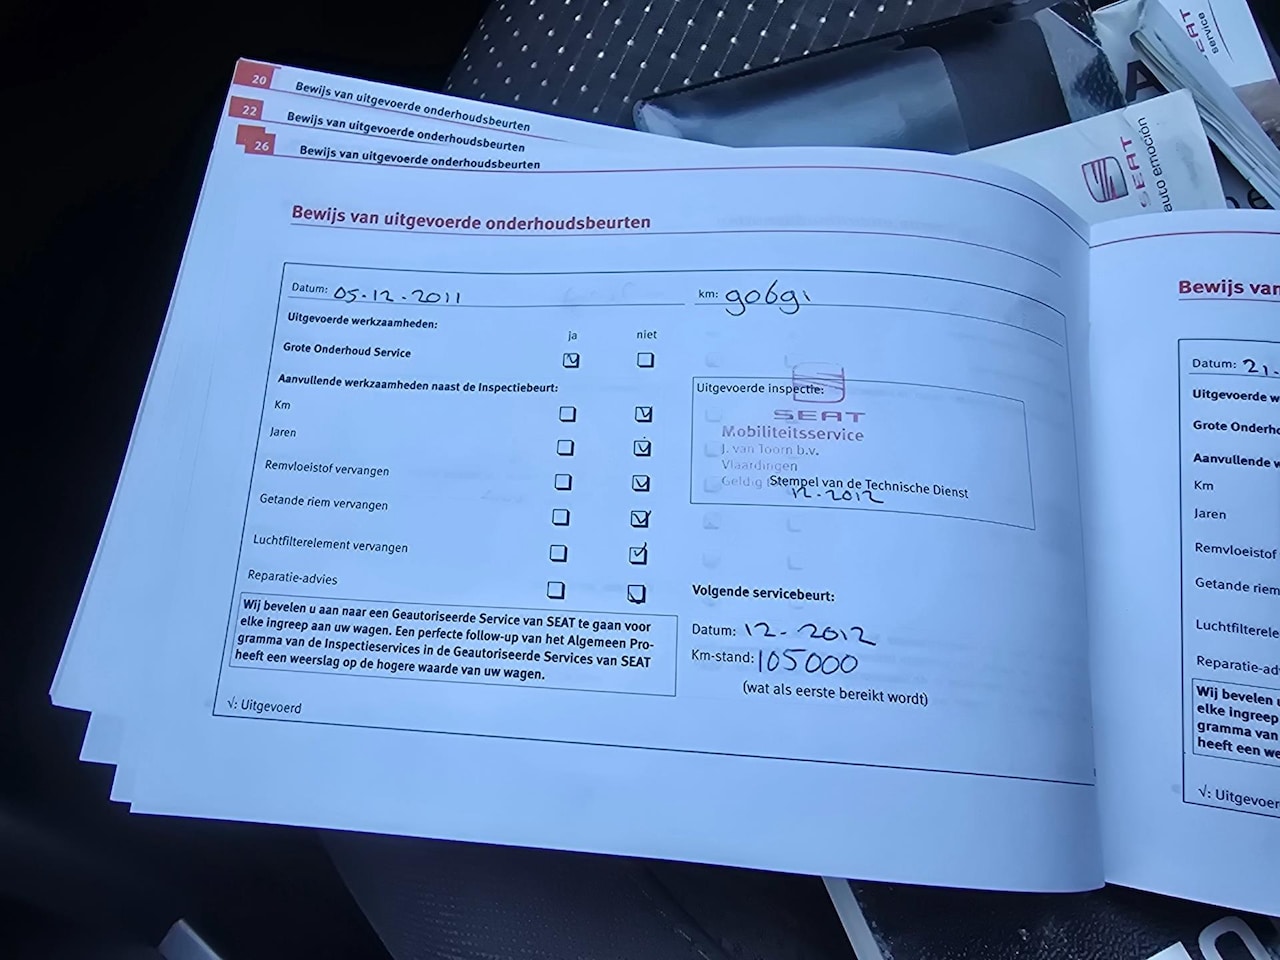 20 Bewijs van uitgevoerde onderhoudsbeurten
22 Bewijs van uitgevoerde onderhoudsbeurten
26 Bewijs van uitgevoerde onderhoudsbeurten
Bewijs van uitgevoerde onderhoudsbeurten
Datum: 05-12-2011 km: 90691
Uitgevoerde werkzaamheden: ja niet
Grote Onderhoud Service
Aanvullende werkzaamheden naast de Inspectiebeurt:
Km
Jaren
Remvloeistof vervangen
Getande riem vervangen
Luchtfilterelement vervangen
Reparatie-advies
Wij bevelen u aan naar een Geautoriseerde Service van SEAT te gaan voor
elke ingreep aan uw wagen. Een perfecte follow-up van het Algemeen Pro-
gramma van de Inspectieservices in de Geautoriseerde Services van SEAT
heeft een weerslag op de hogere waarde van uw wagen.
√: Uitgevoerd
Uitgevoerde inspectie:
SEAT
Mobiliteitsservice
J. van Toorn b.v.
Vlaardingen
Geldig
Stempel van de Technische Dienst
12-2012
Volgende servicebeurt:
Datum: 12-2012
Km-stand: 105000
(wat als eerste bereikt wordt)
Bewijs van
Datum: 21-
Uitgevoerde w
Grote Onderho
Aanvullende w
Km
Jaren
Remvloeistof
Getande riem
Luchtfilterele
Reparatie-ad
Wij bevelen u
elke ingreep
gramma van
heeft een we
√: Uitgevoer
SEAT
auto emoción
SEAT
service